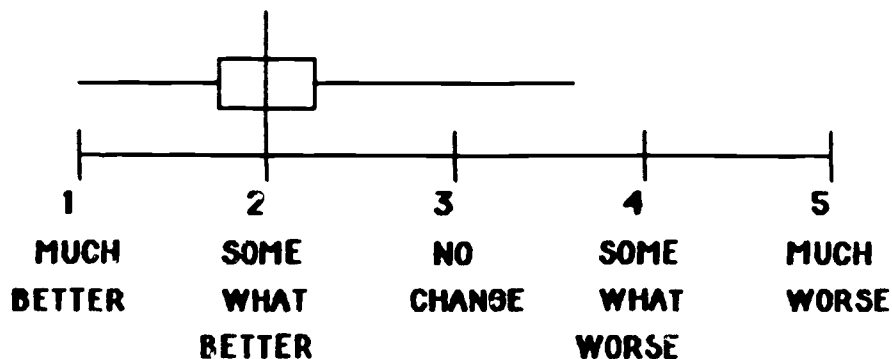 1 2 3 4 5
MUCH SOME NO SOME MUCH
BETTER WHAT CHANGE WHAT WORSE
BETTER WORSE